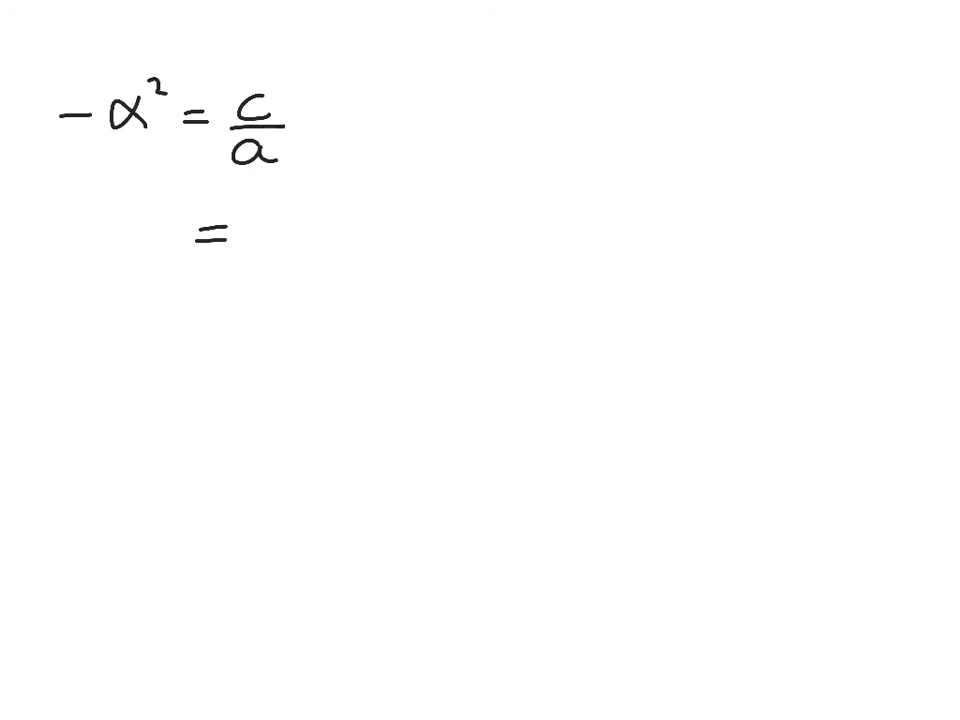 - α² = c/a
=